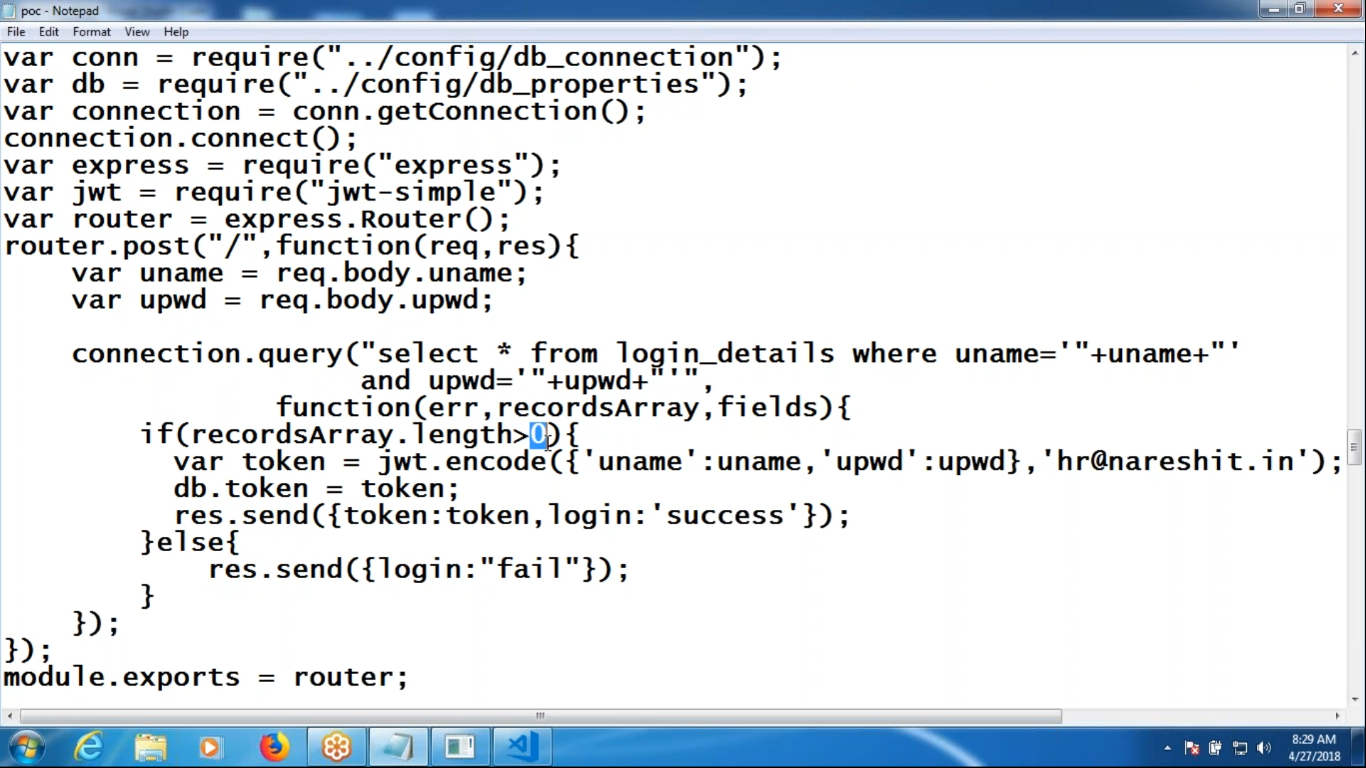 poc - Notepad
File Edit Format View Help
var conn = require("../config/db_connection");
var db = require("../config/db_properties");
var connection = conn.getConnection();
connection.connect();
var express = require("express");
var jwt = require("jwt-simple");
var router = express.Router();
router.post("/",function(req,res){
    var uname = req.body.uname;
    var upwd = req.body.upwd;

    connection.query("select * from login_details where uname='"+uname+"'
                     and upwd='"+upwd+"'",
                function(err,recordsArray,fields){
        if(recordsArray.length>0){
          var token = jwt.encode({'uname':uname,'upwd':upwd},'hr@nareshit.in');
          db.token = token;
          res.send({token:token,login:'success'});
        }else{
            res.send({login:"fail"});
        }
    });
});
module.exports = router;
8:29 AM
4/27/2018